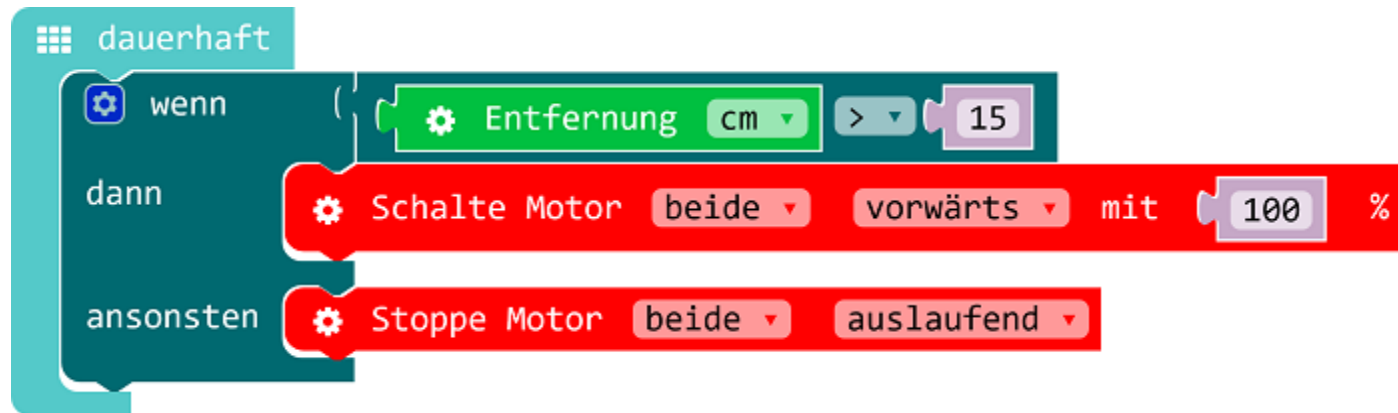 dauerhaft
wenn Entfernung cm > 15
dann Schalte Motor beide vorwärts mit 100 %
ansonsten Stoppe Motor beide auslaufend